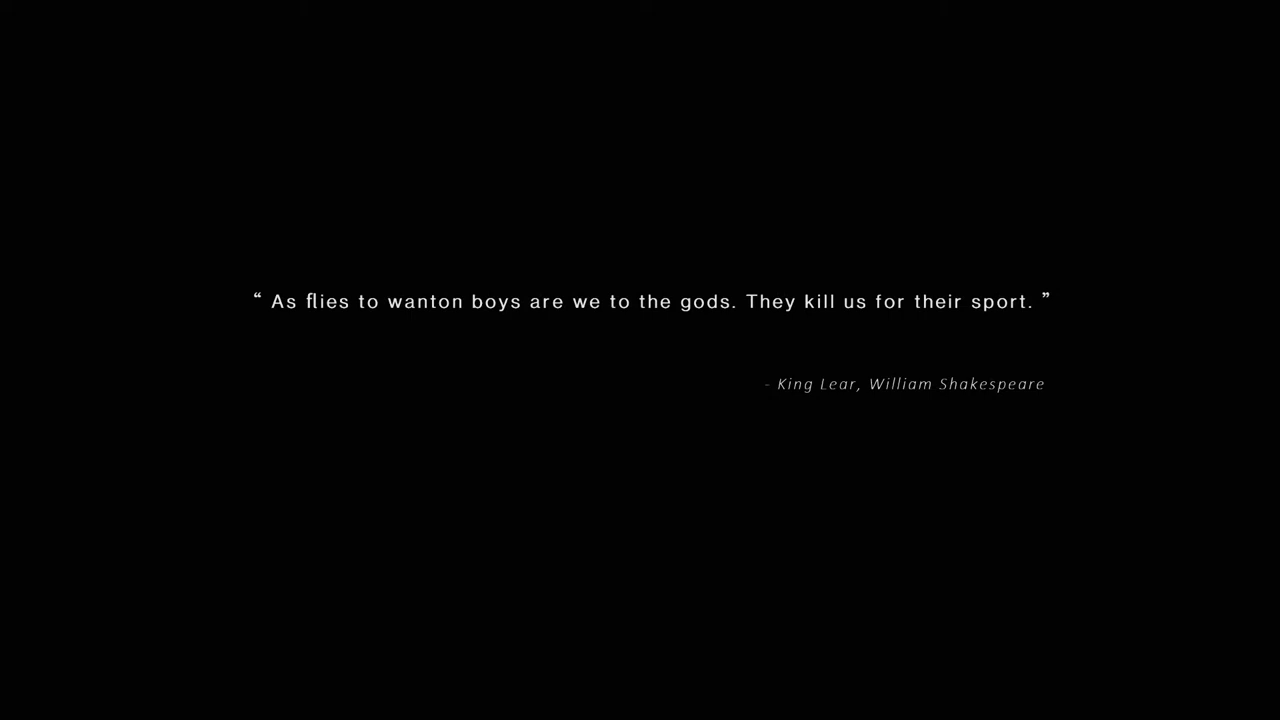 “ As flies to wanton boys are we to the gods. They kill us for their sport. ”
- King Lear, William Shakespeare